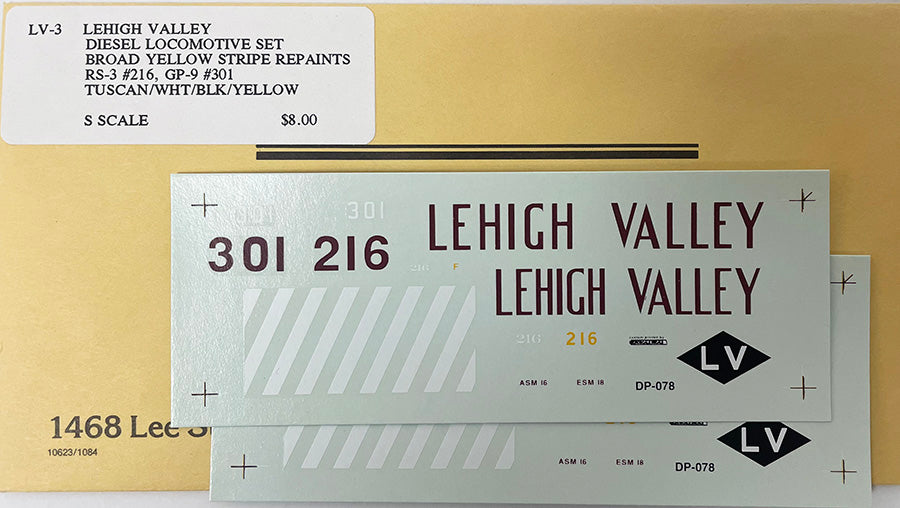 LV-3 LEHIGH VALLEY
DIESEL LOCOMOTIVE SET
BROAD YELLOW STRIPE REPAINTS
RS-3 #216, GP-9 #301
TUSCAN/WHT/BLK/YELLOW
S SCALE $8.00
301 301
301 216
LEHIGH VALLEY
216 F
LEHIGH VALLEY
216 216
LV
ASM 16 ESM 18 DP-078
1468 Lee S
10623/1084
LV
ASM 16 ESM 18 DP-078